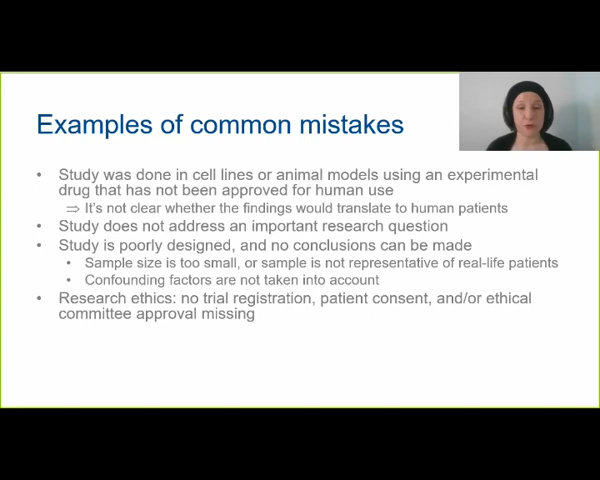 Examples of common mistakes
• Study was done in cell lines or animal models using an experimental
drug that has not been approved for human use
⇒ It's not clear whether the findings would translate to human patients
• Study does not address an important research question
• Study is poorly designed, and no conclusions can be made
• Sample size is too small, or sample is not representative of real-life patients
• Confounding factors are not taken into account
• Research ethics: no trial registration, patient consent, and/or ethical
committee approval missing